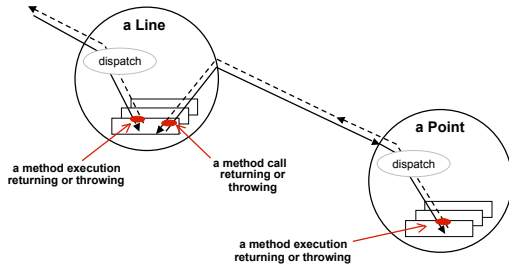 a Line
dispatch
a method execution
returning or throwing
a method call
returning or
throwing
a Point
dispatch
a method execution
returning or throwing